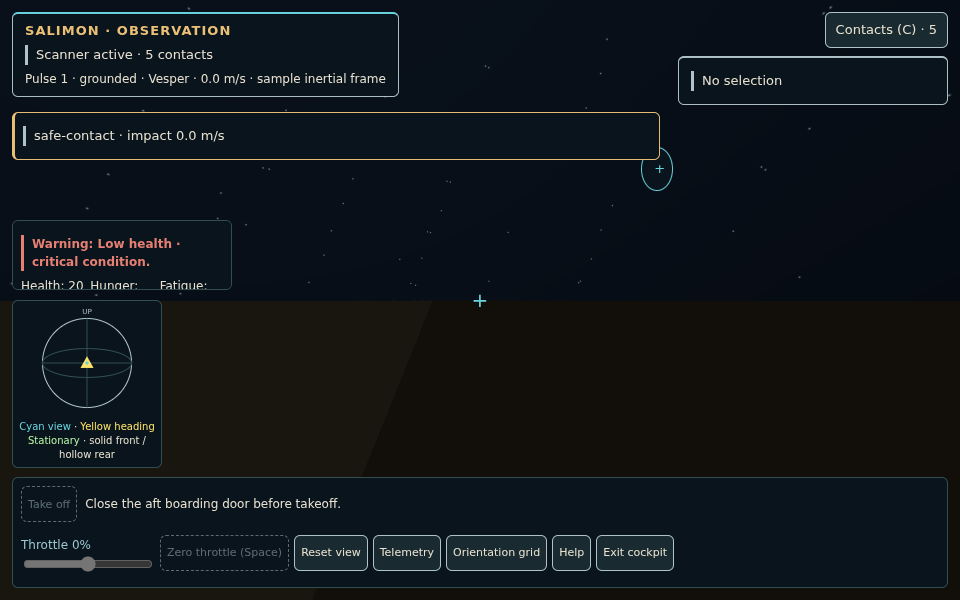 SALIMON · OBSERVATION
Scanner active · 5 contacts
Pulse 1 · grounded · Vesper · 0.0 m/s · sample inertial frame
Contacts (C) · 5
No selection
safe-contact · impact 0.0 m/s
+
Warning: Low health ·
critical condition.
Health: 20 Hunger: Fatigue:
+
UP
Cyan view · Yellow heading
Stationary · solid front /
hollow rear
Take off Close the aft boarding door before takeoff.
Throttle 0%
Zero throttle (Space) Reset view Telemetry Orientation grid Help Exit cockpit